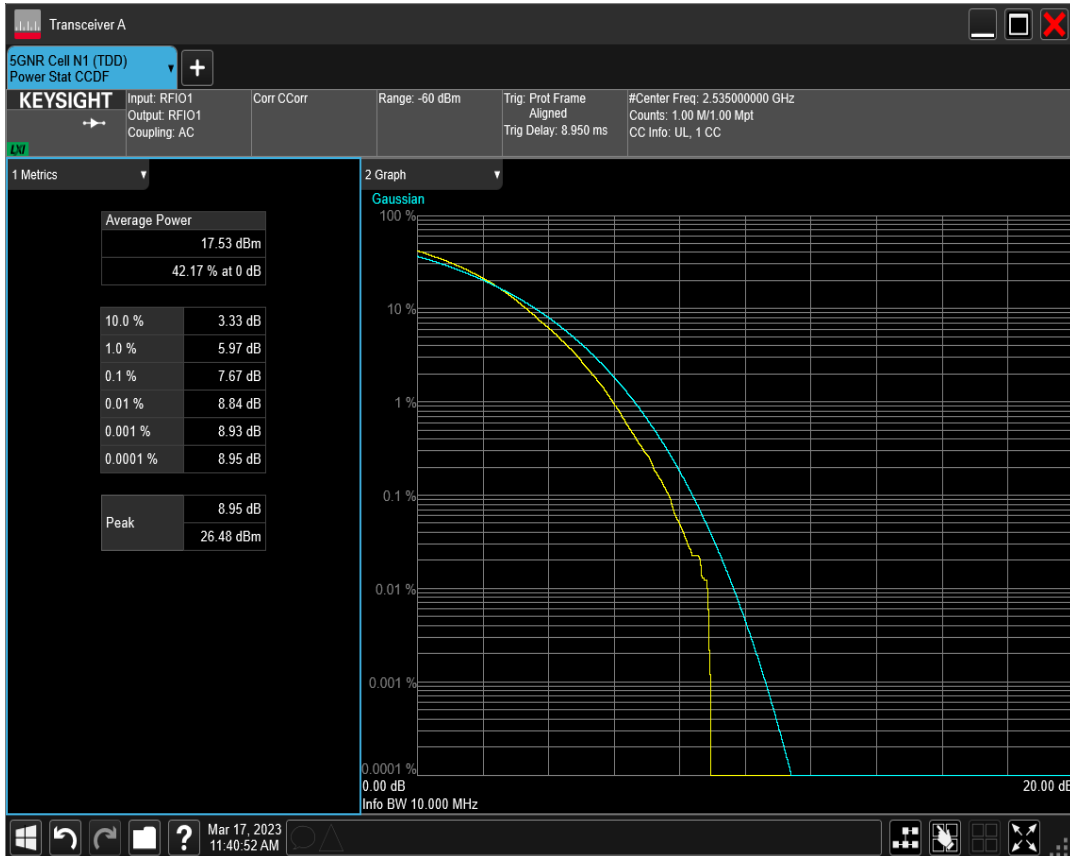 Transceiver A
5GNR Cell N1 (TDD)
Power Stat CCDF
+
KEYSIGHT
LXI
Input: RFIO1
Output: RFIO1
Coupling: AC
Corr CCorr
Range: -60 dBm
Trig: Prot Frame
Aligned
Trig Delay: 8.950 ms
#Center Freq: 2.535000000 GHz
Counts: 1.00 M/1.00 Mpt
CC Info: UL, 1 CC
1 Metrics
Average Power
17.53 dBm
42.17 % at 0 dB
10.0 % 3.33 dB
1.0 % 5.97 dB
0.1 % 7.67 dB
0.01 % 8.84 dB
0.001 % 8.93 dB
0.0001 % 8.95 dB
Peak
8.95 dB
26.48 dBm
2 Graph
Gaussian
100 %
10 %
1 %
0.1 %
0.01 %
0.001 %
0.0001 %
0.00 dB 20.00 dB
Info BW 10.000 MHz
?
Mar 17, 2023
11:40:52 AM